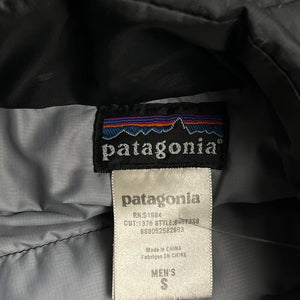 patagonia®
patagonia®
RN:51884
Made in CHINA
Fabriqué en CHINE
MEN'S
S